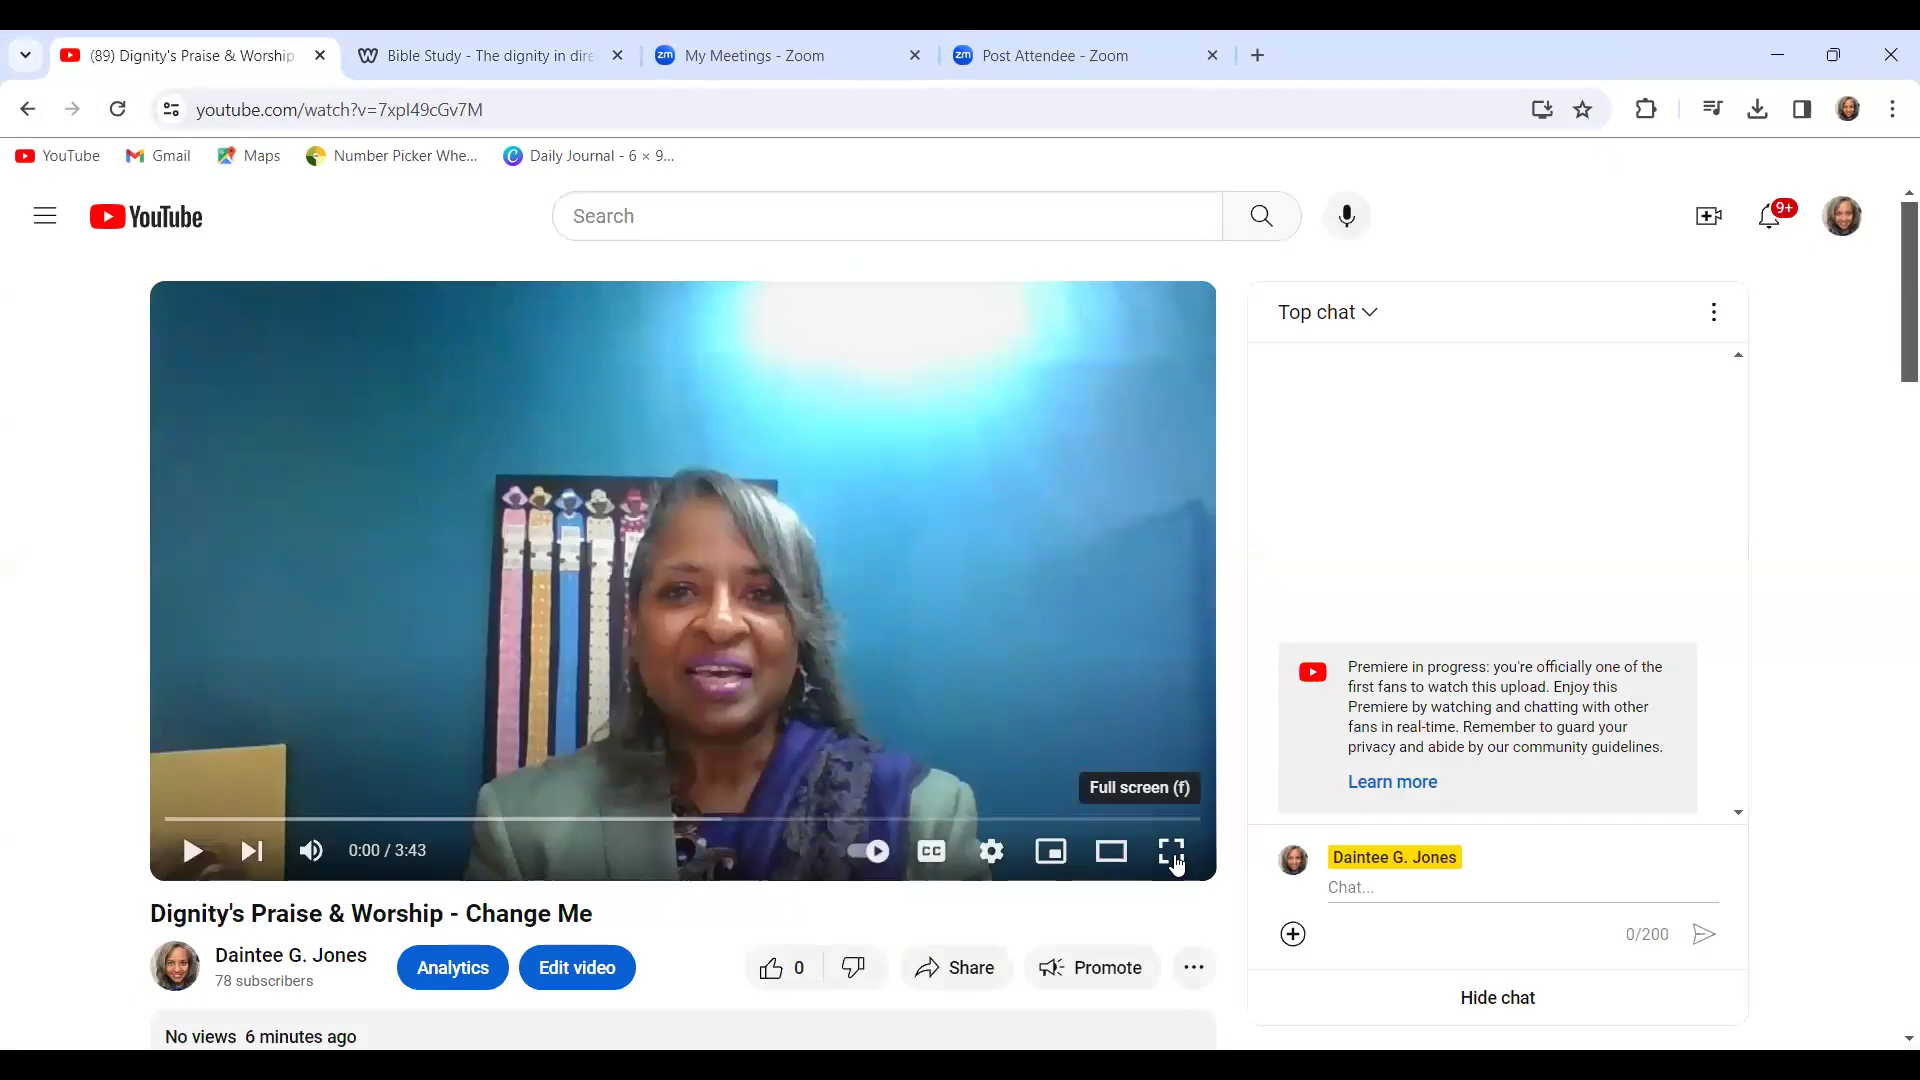 (89) Dignity's Praise & Worship
Bible Study - The dignity in dire
zm My Meetings - Zoom
zm Post Attendee - Zoom
youtube.com/watch?v=7xpI49cGv7M
YouTube
Gmail
Maps
Number Picker Whe...
Daily Journal - 6 × 9...
YouTube
Search
9+
Top chat
Premiere in progress: you're officially one of the
first fans to watch this upload. Enjoy this
Premiere by watching and chatting with other
fans in real-time. Remember to guard your
privacy and abide by our community guidelines.
Learn more
Full screen (f)
0:00 / 3:43
CC
Daintee G. Jones
Chat...
0/200
Hide chat
Dignity's Praise & Worship - Change Me
Daintee G. Jones
78 subscribers
Analytics
Edit video
0
Share
Promote
No views 6 minutes ago